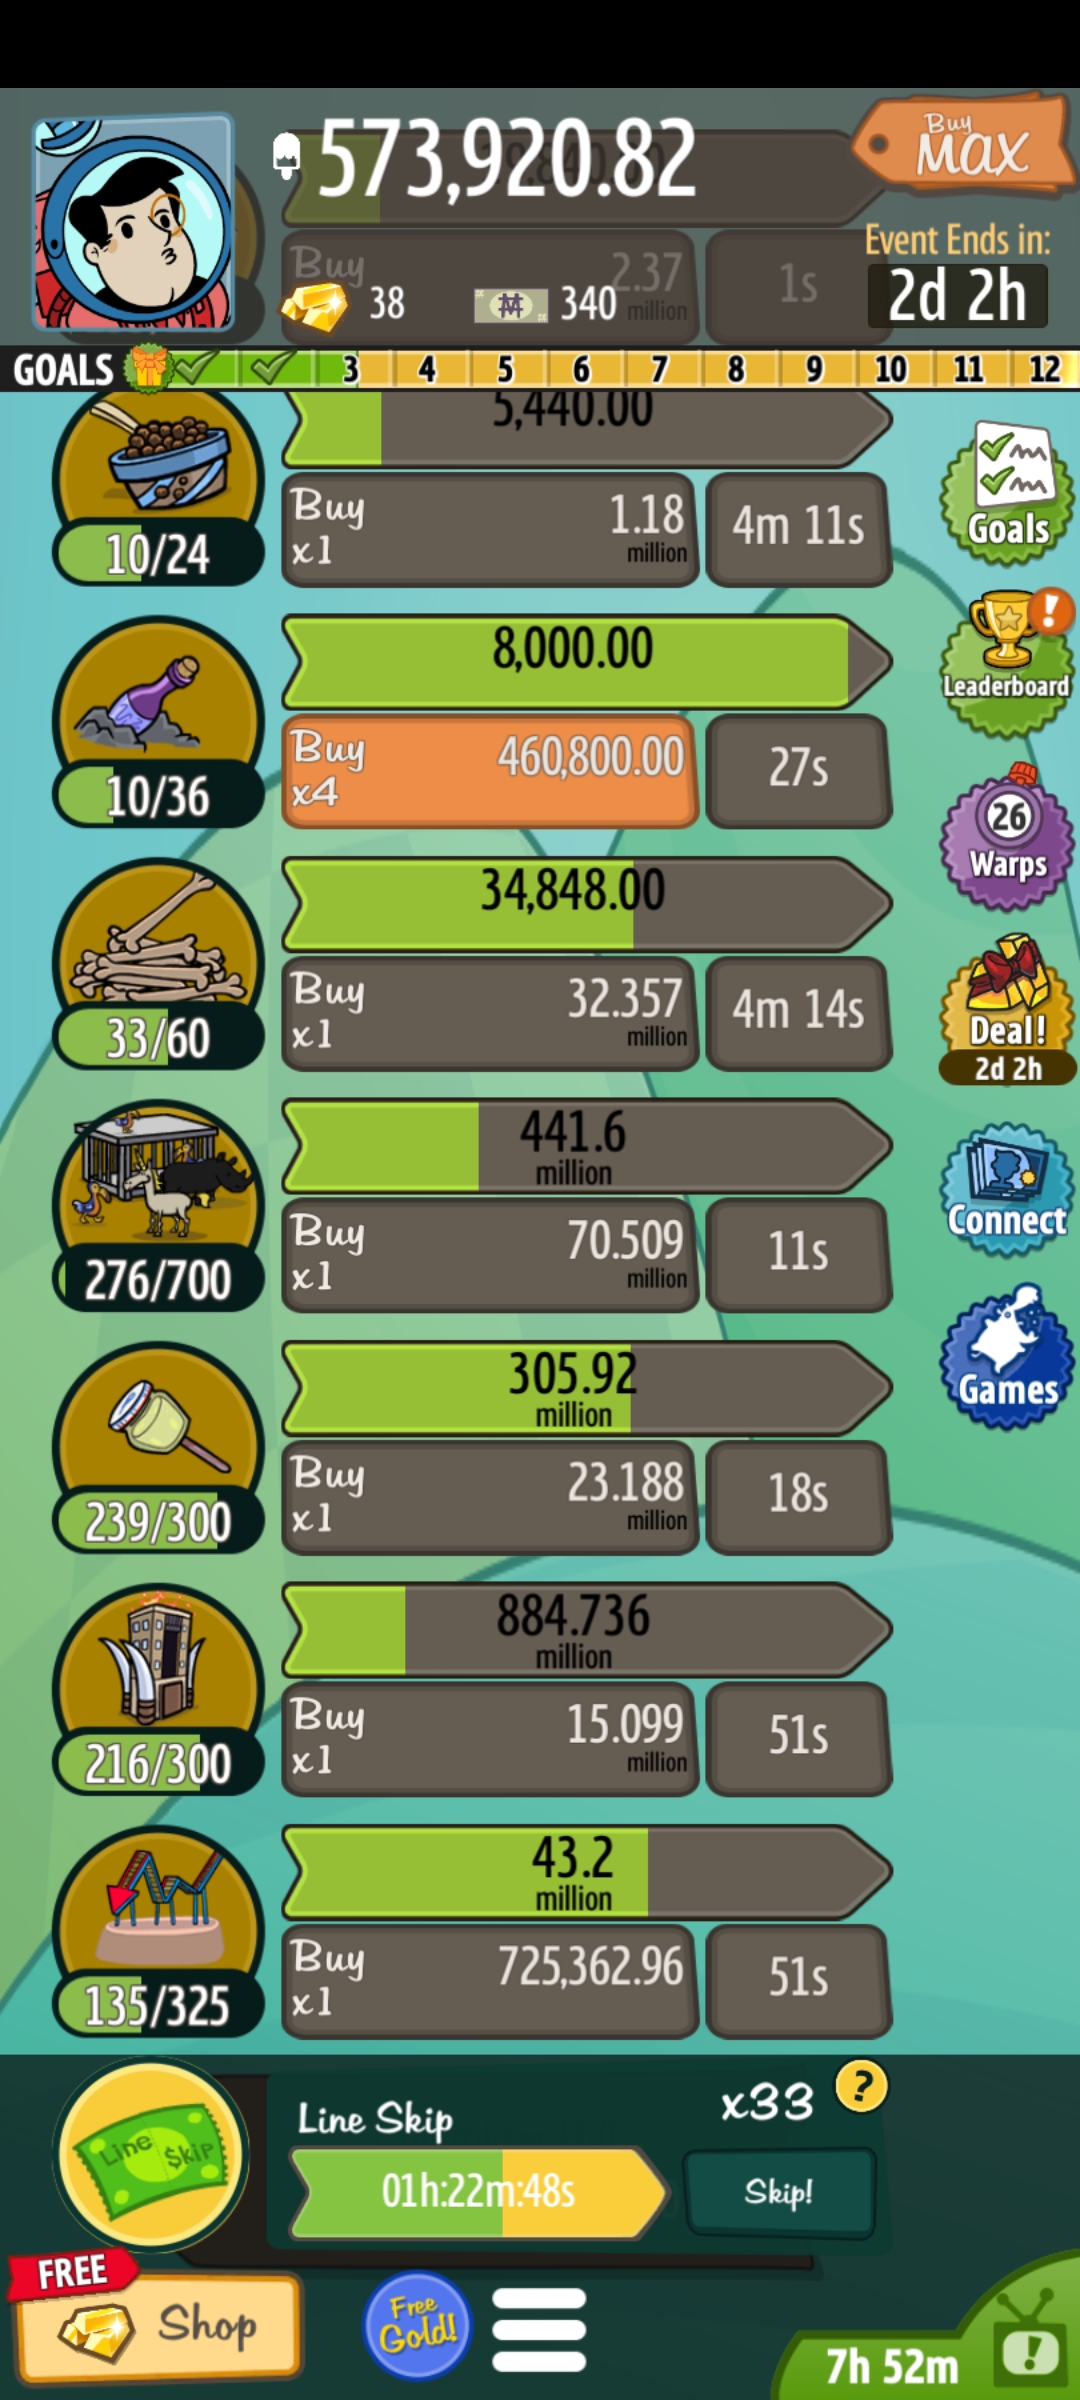 573,920.82
Buy
MAX
Event Ends in:
2d 2h
Buy
2.37
million
1s
38
340
GOALS 3 4 5 6 7 8 9 10 11 12
5,440.00
10/24
Buy
x1
1.18
million
4m 11s
Goals
8,000.00
10/36
Buy
x4
460,800.00
27s
!
Leaderboard
34,848.00
33/60
Buy
x1
32.357
million
4m 14s
26
Warps
Deal!
2d 2h
441.6
million
276/700
Buy
x1
70.509
million
11s
Connect
305.92
million
239/300
Buy
x1
23.188
million
18s
Games
884.736
million
216/300
Buy
x1
15.099
million
51s
43.2
million
135/325
Buy
x1
725,362.96
51s
Line $kip
Line Skip
x33
?
01h:22m:48s
Skip!
FREE
Shop
Free
Gold!
7h 52m
!